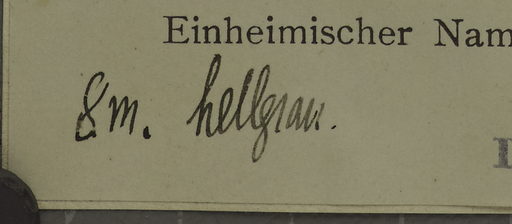 Einheimischer Nam
8m. hellgrau.